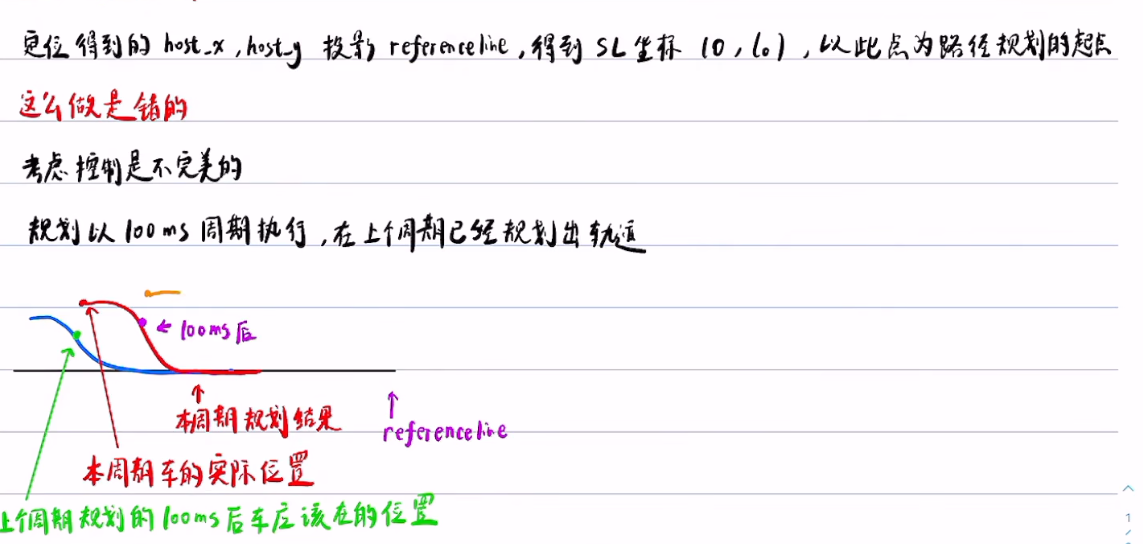 定位得到的 host_x, host_y 投影 referenceline, 得到 SL 坐标 (0, l₀), 以此点为路径规划的起点
这么做是错的
考虑控制是不完美的
规划以 100ms 周期执行, 在上个周期已经规划出轨迹
← 100ms 后
本周期规划结果
referenceline
本周期车的实际位置
上个周期规划的 100ms 后车应该在的位置